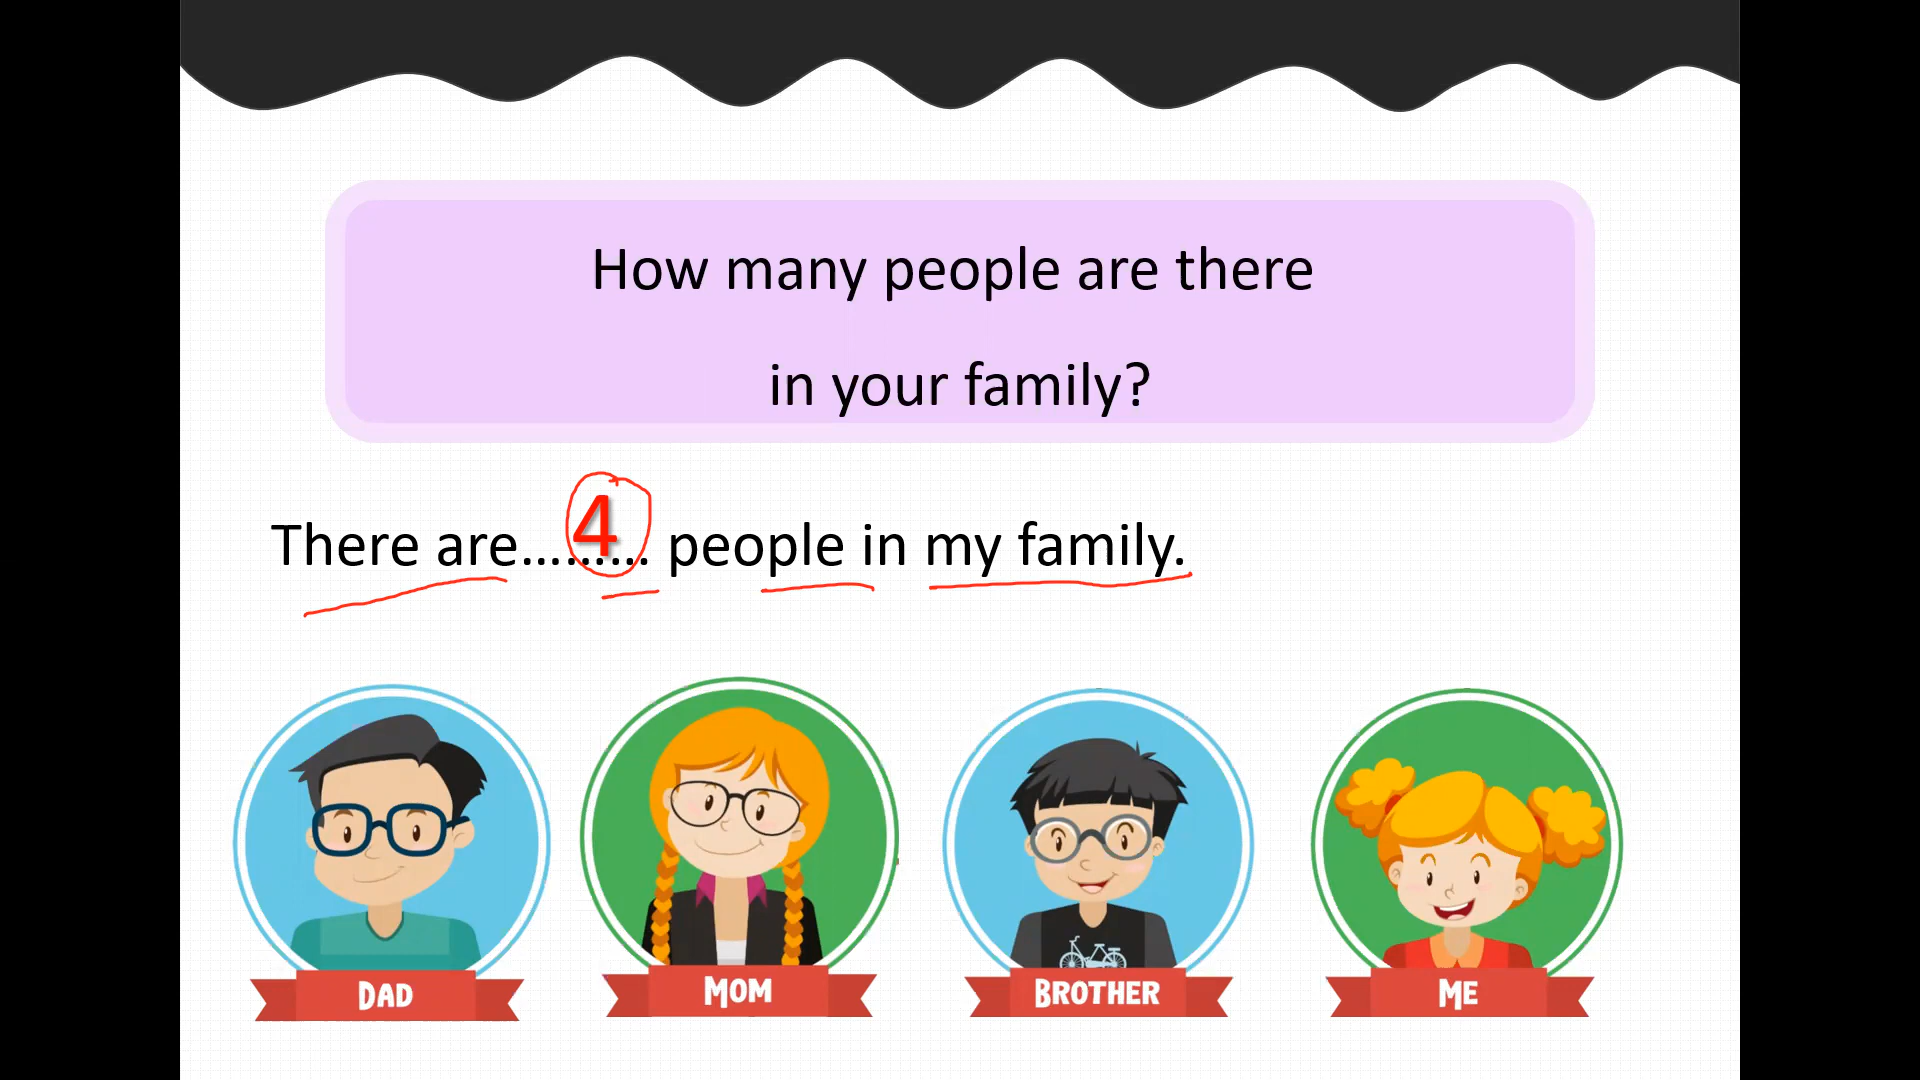 How many people are there
in your family?
There are...4...... people in my family.
DAD
MOM
BROTHER
ME